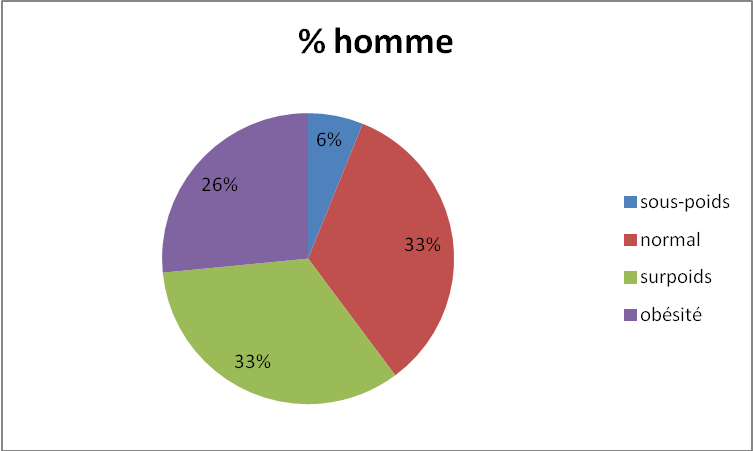 % homme
6%
33%
33%
26%
sous-poids
normal
surpoids
obésité